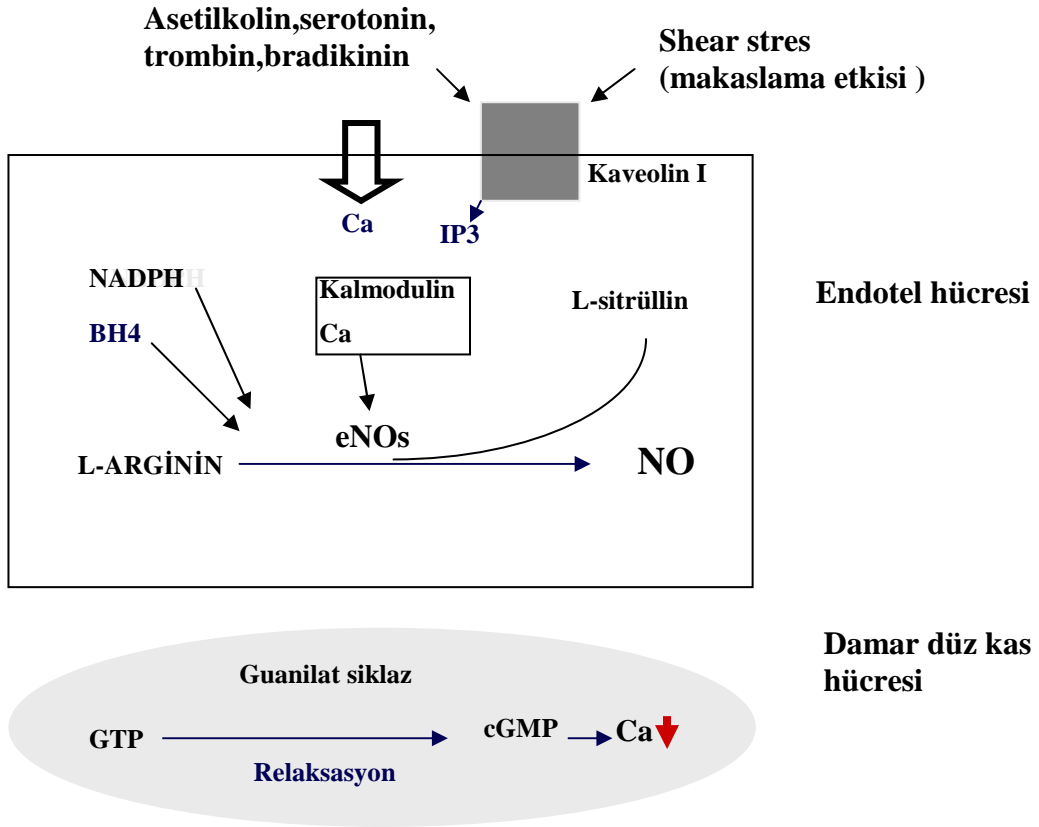 Asetilkolin,serotonin,
trombin,bradikinin
Shear stres
(makaslama etkisi )
Kaveolin I
Ca
IP3
NADPHH
Kalmodulin
Ca
L-sitrüllin
Endotel hücresi
BH4
eNOs
L-ARGİNİN
NO
Damar düz kas
hücresi
Guanilat siklaz
GTP
cGMP
Ca
Relaksasyon